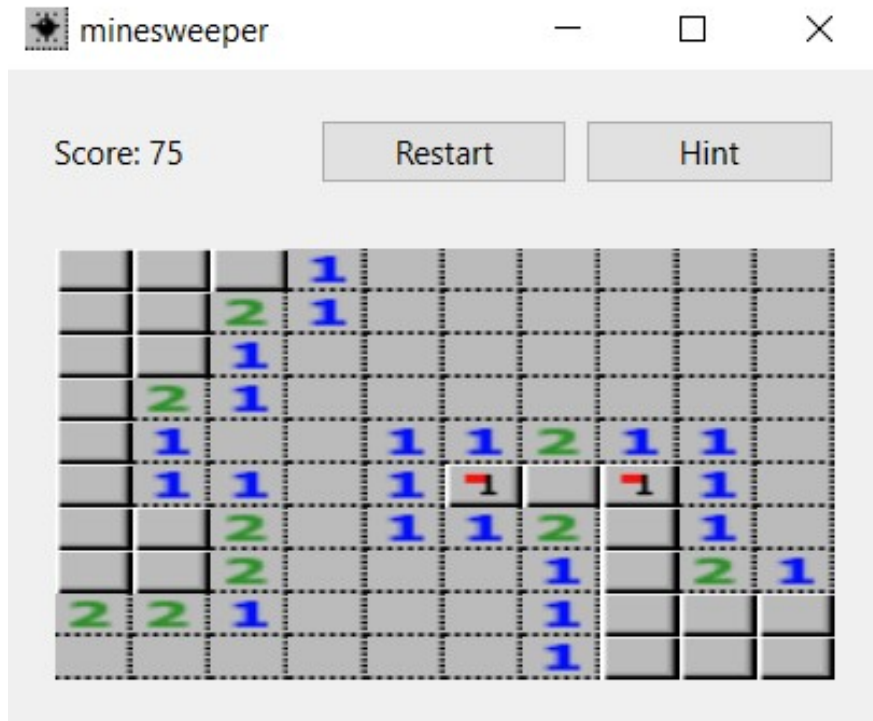 minesweeper
Score: 75 Restart Hint
1
2 1
1
2 1
1 1 1 2 1 1
1 1 1 1
2 1 1 2 1
2 1 2 1
2 2 1 1
1